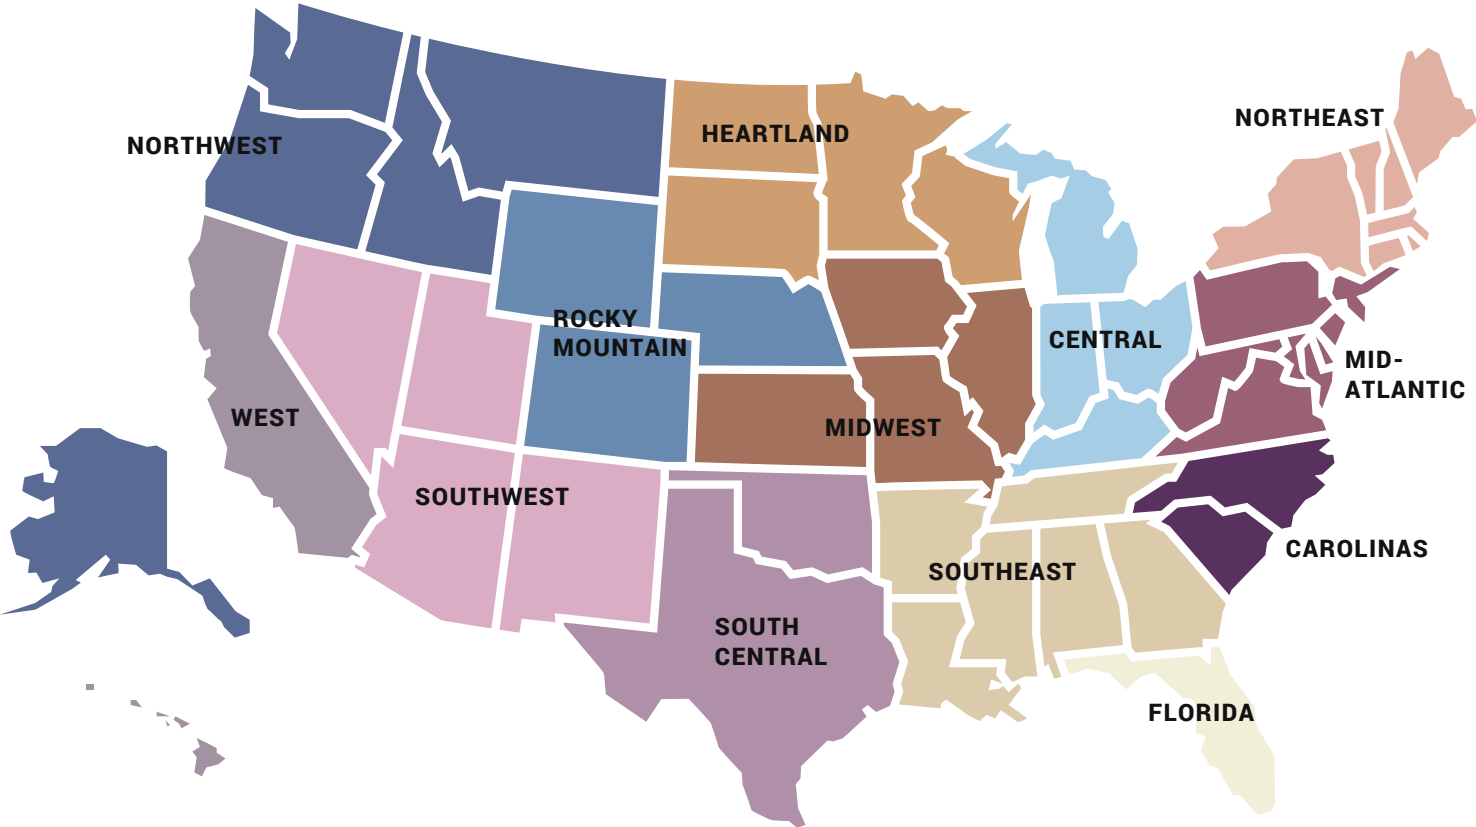 NORTHEAST
HEARTLAND
NORTHWEST
ROCKY
MOUNTAIN
CENTRAL
MID-
ATLANTIC
WEST
MIDWEST
SOUTHWEST
CAROLINAS
SOUTHEAST
SOUTH
CENTRAL
FLORIDA